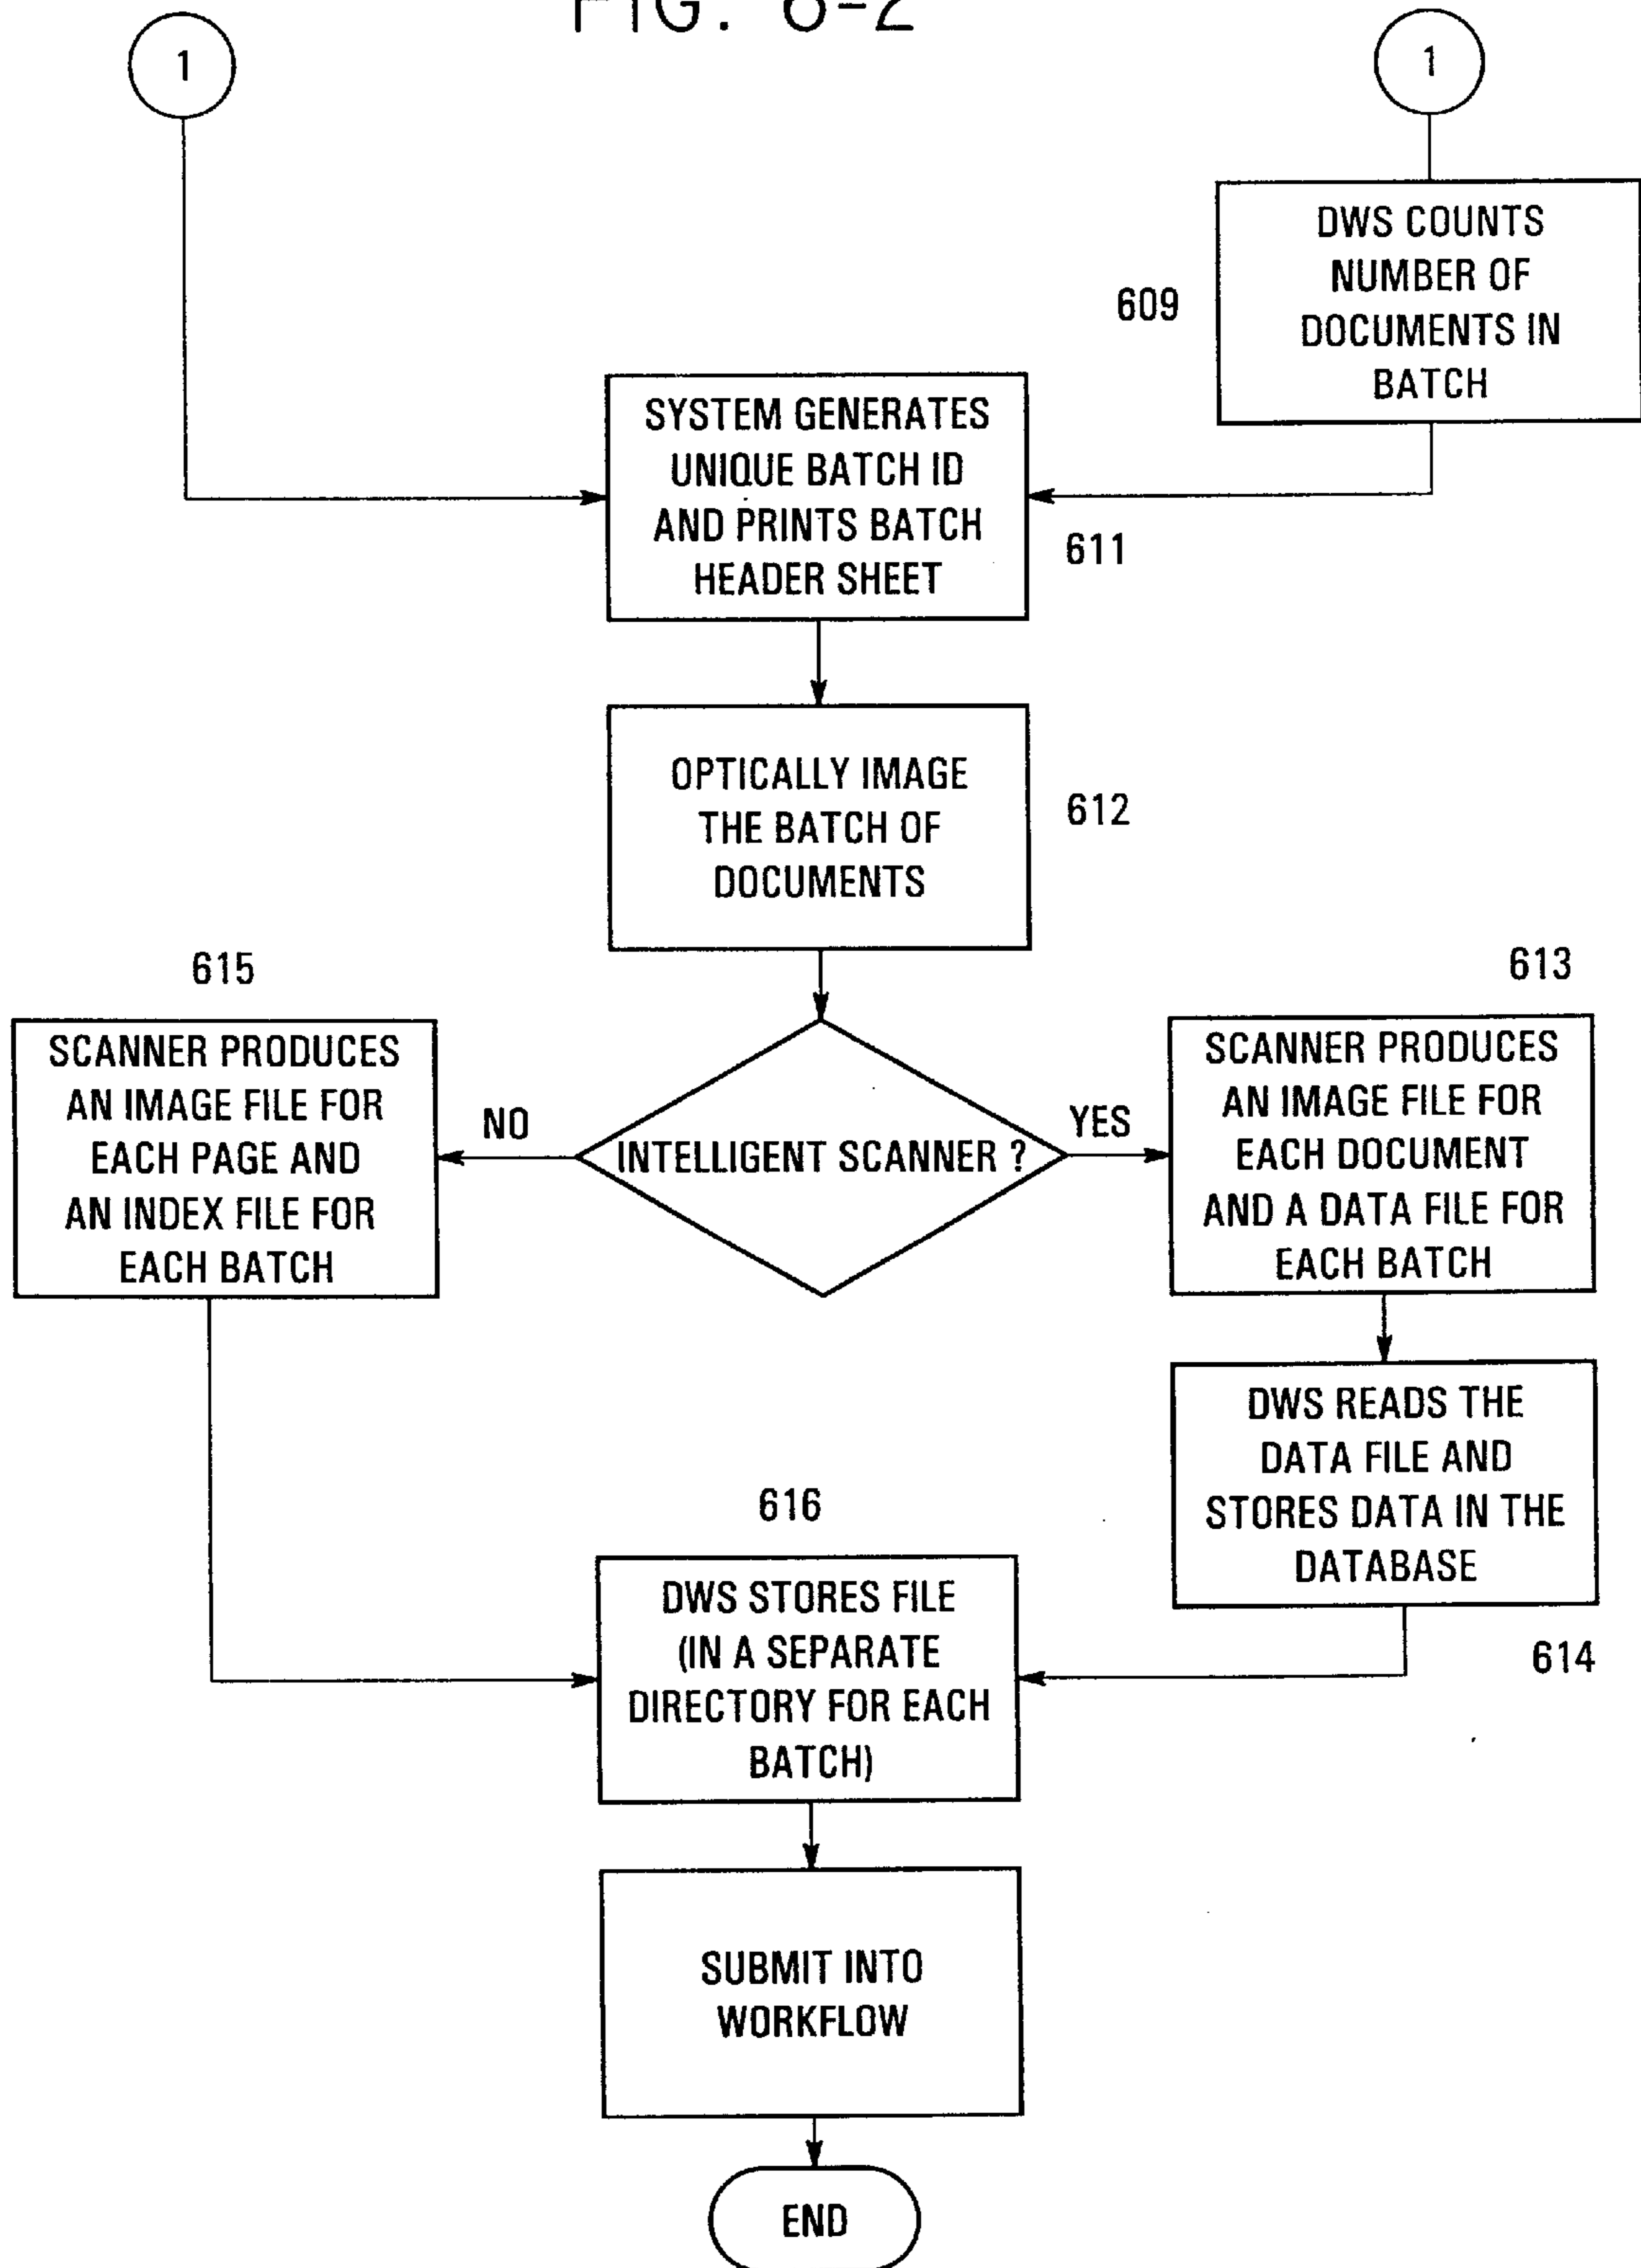 FIG. 6-2
1
1
DWS COUNTS
NUMBER OF
DOCUMENTS IN
BATCH
609
SYSTEM GENERATES
UNIQUE BATCH ID
AND PRINTS BATCH
HEADER SHEET
611
OPTICALLY IMAGE
THE BATCH OF
DOCUMENTS
612
615
613
SCANNER PRODUCES
AN IMAGE FILE FOR
EACH PAGE AND
AN INDEX FILE FOR
EACH BATCH
NO
INTELLIGENT SCANNER ?
YES
SCANNER PRODUCES
AN IMAGE FILE FOR
EACH DOCUMENT
AND A DATA FILE FOR
EACH BATCH
DWS READS THE
DATA FILE AND
STORES DATA IN THE
DATABASE
614
616
DWS STORES FILE
(IN A SEPARATE
DIRECTORY FOR EACH
BATCH)
SUBMIT INTO
WORKFLOW
END